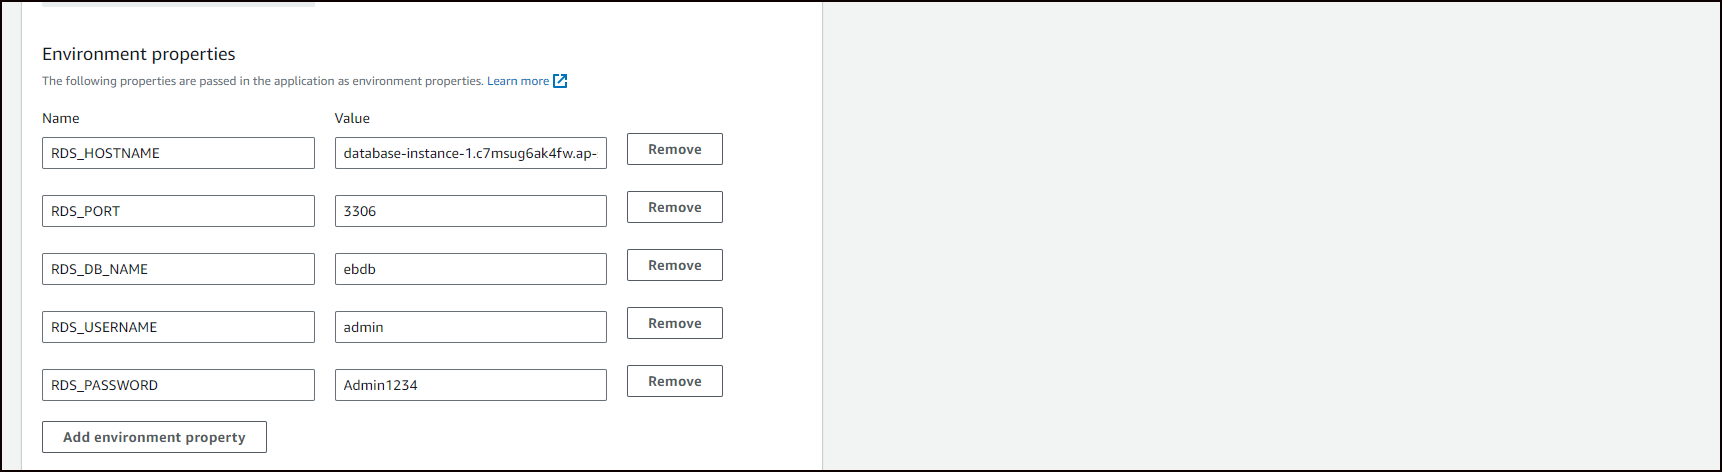 Environment properties
The following properties are passed in the application as environment properties. Learn more
Name Value
RDS_HOSTNAME database-instance-1.c7msug6ak4fw.ap- Remove
RDS_PORT 3306 Remove
RDS_DB_NAME ebdb Remove
RDS_USERNAME admin Remove
RDS_PASSWORD Admin1234 Remove
Add environment property